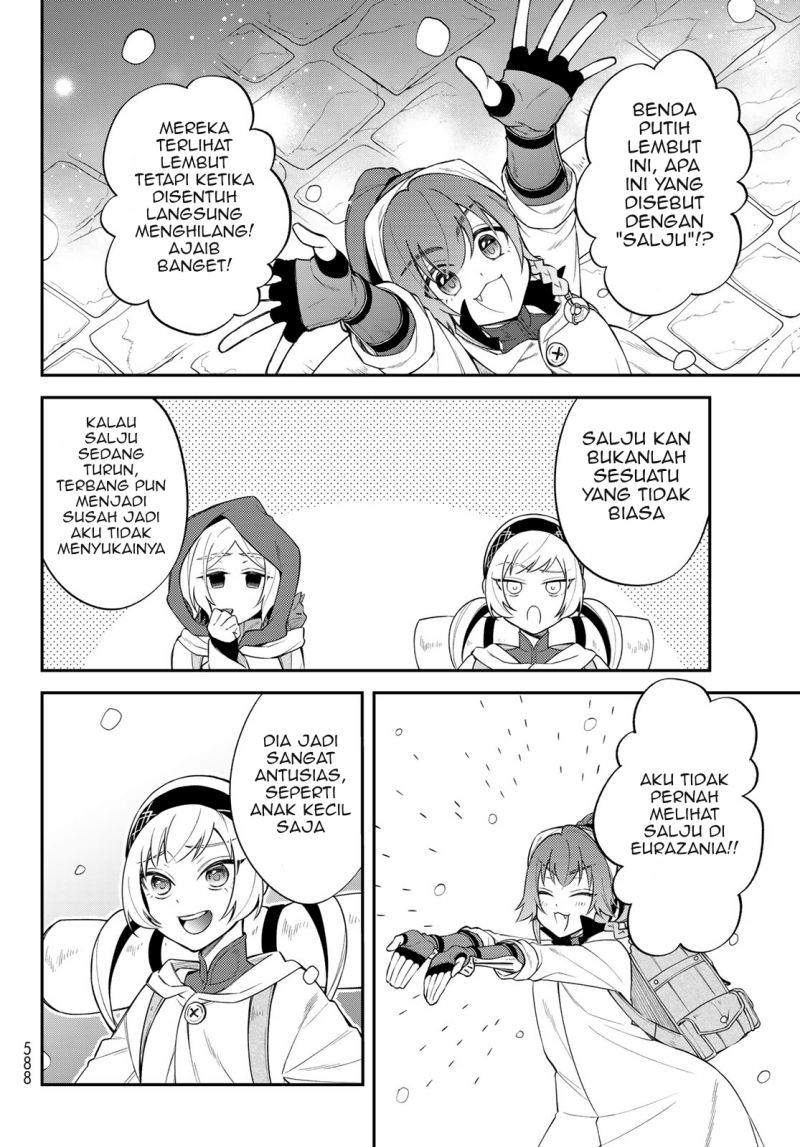 BENDA
PUTIH
LEMBUT
INI, APA
INI YANG
DISEBUT
DENGAN
"SALJU"!?
MEREKA
TERLIHAT
LEMBUT
TETAPI KETIKA
DISENTUH
LANGSUNG
MENGHILANG!
AJAIB
BANGET!
SALJU KAN
BUKANLAH
SESUATU
YANG TIDAK
BIASA
KALAU
SALJU
SEDANG
TURUN,
TERBANG PUN
MENJADI
SUSAH JADI
AKU TIDAK
MENYUKAINYA
AKU TIDAK
PERNAH
MELIHAT
SALJU DI
EURAZANIA!!
DIA JADI
SANGAT
ANTUSIAS,
SEPERTI
ANAK KECIL
SAJA
588